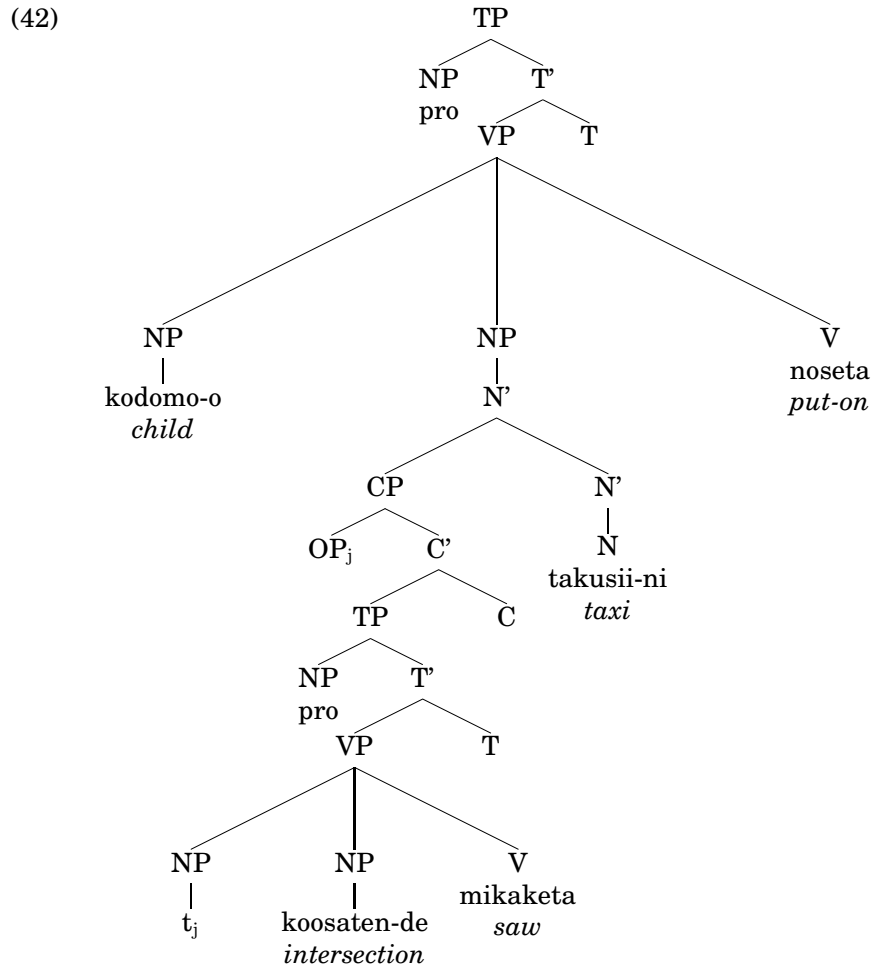 (42) TP
NP T’
pro
VP T
NP NP V
kodomo-o N’ noseta
child put-on
CP N’
OPj C’ N
takusii-ni
TP C taxi
NP T’
pro
VP T
NP NP V
tj koosaten-de mikaketa
intersection saw